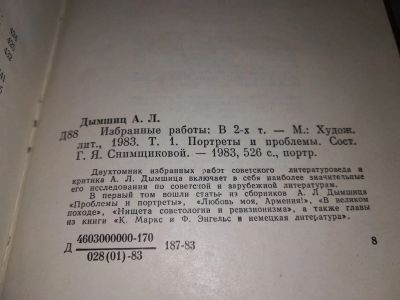 434
425
432
Дымшиц А. Л.
Д88 Избранные работы: В 2-х т. — М.: Худож.
лит., 1983. Т. 1. Портреты и проблемы. Сост.
Г. Я. Снимщиковой. — 1983, 526 с., портр.
Двухтомник избранных работ советского литературоведа и
критика А. Л. Дымшица включает в себя наиболее значительные
его исследования по советской и зарубежной литературам.
В первый том вошли статьи из сборников А. Л. Дымшица
«Проблемы и портреты», «Любовь моя, Армения!», «В великом
походе», «Нищета советологии и ревизионизма», а также главы
из книги «К. Маркс и Ф. Энгельс и немецкая литература».
Д 4603000000-170 187-83 8
028(01)-83